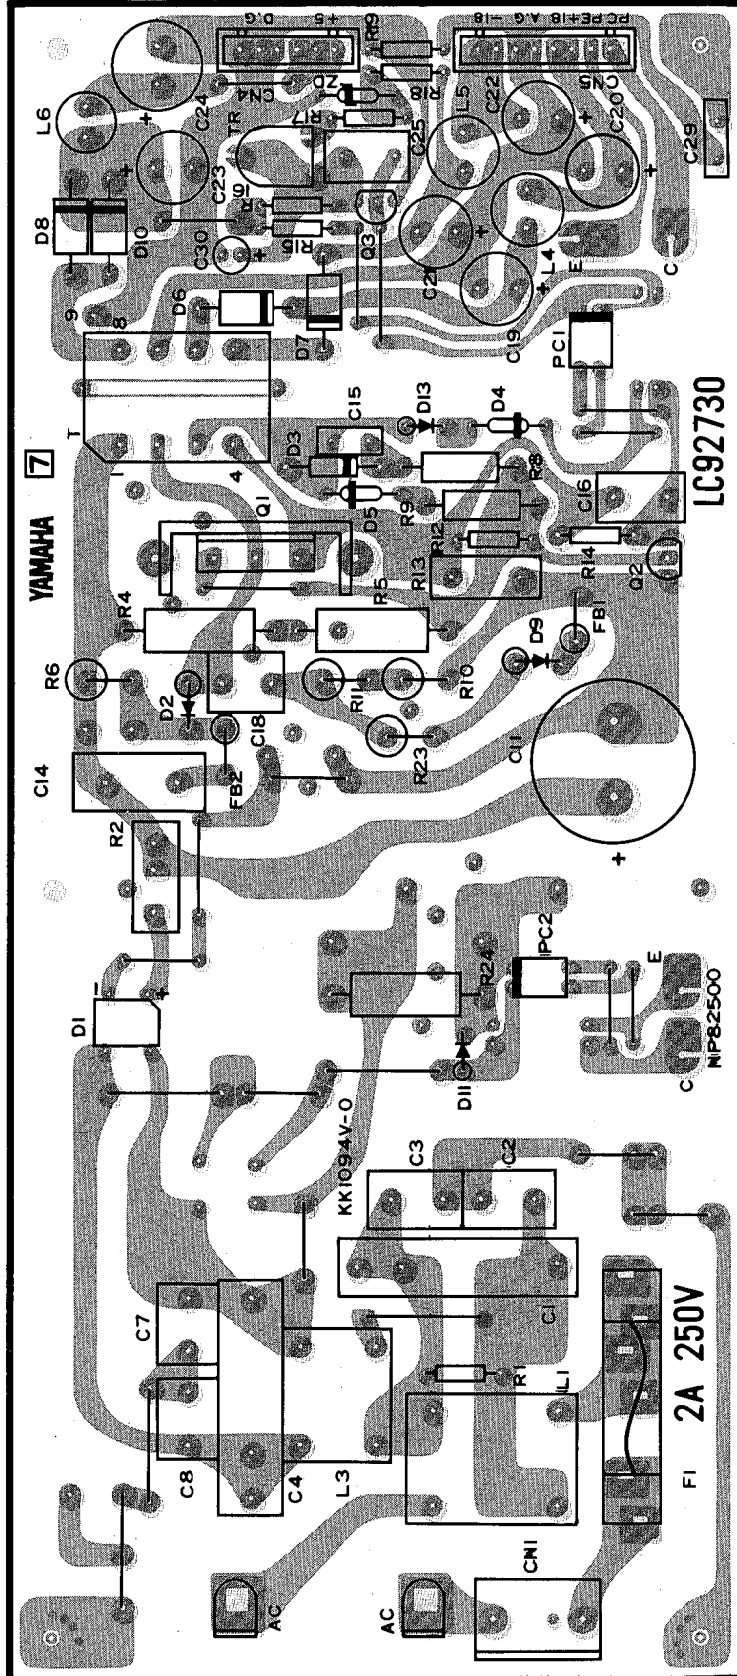 D.G
+5
R19
-18
A.G
PE+18
PC
CN4
ZD
R18
C22
CN5
L6
C24
TR
R17
C25
L5
C20
C29
C23
R16
D8
D10
C30
R15
Q3
C21
L4
E
C
9
8
D6
D7
C19
PC1
T
1
4
D3
C15
D13
D4
LC92730
YAMAHA 7
Q1
D5
R9
R8
C16
R12
R14
Q2
R4
R5
R13
R6
D2
C18
R11
R10
D9
FB1
C14
FB2
R23
C11
+
R2
D1
-
+
R24
PC2
E
C
NIP82500
D11
KK1094V-0
C3
C2
C7
C1
C8
C4
L3
R1
L1
F1
2A 250V
AC
AC
CN1